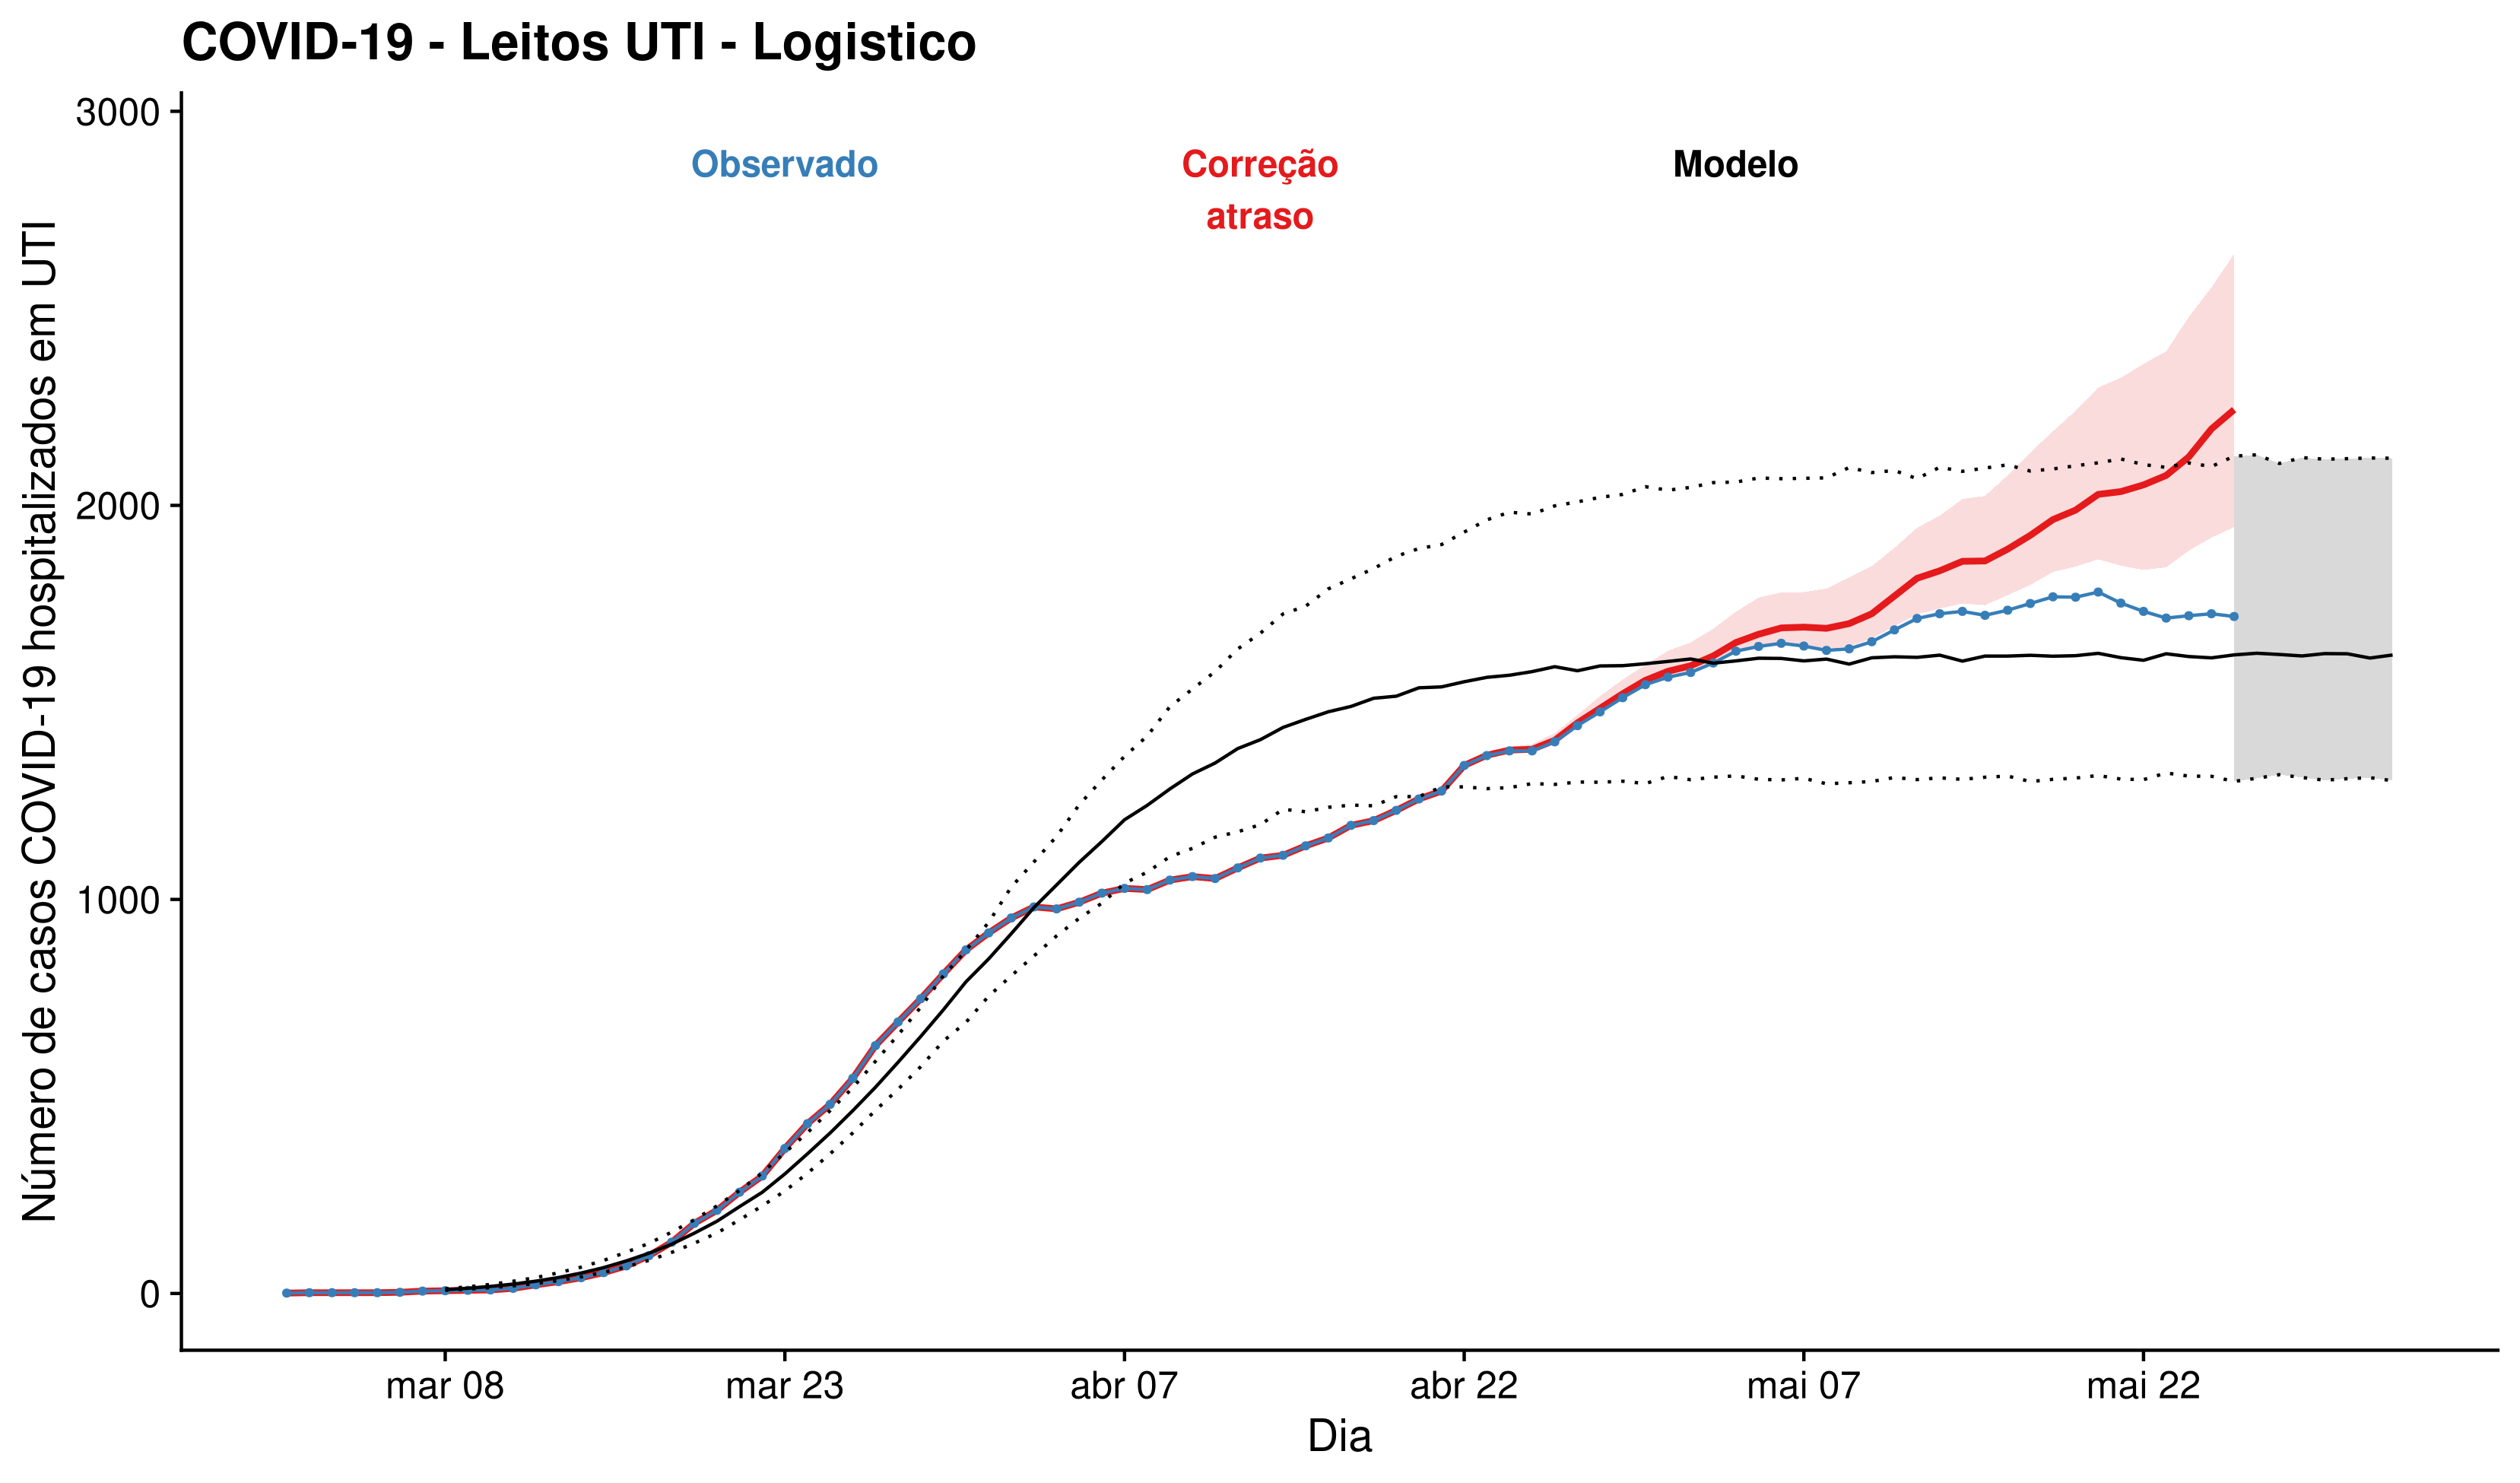 COVID-19 - Leitos UTI - Logistico
3000
2000
1000
0
Número de casos COVID-19 hospitalizados em UTI
Observado
Correção
atraso
Modelo
mar 08
mar 23
abr 07
abr 22
mai 07
mai 22
Dia